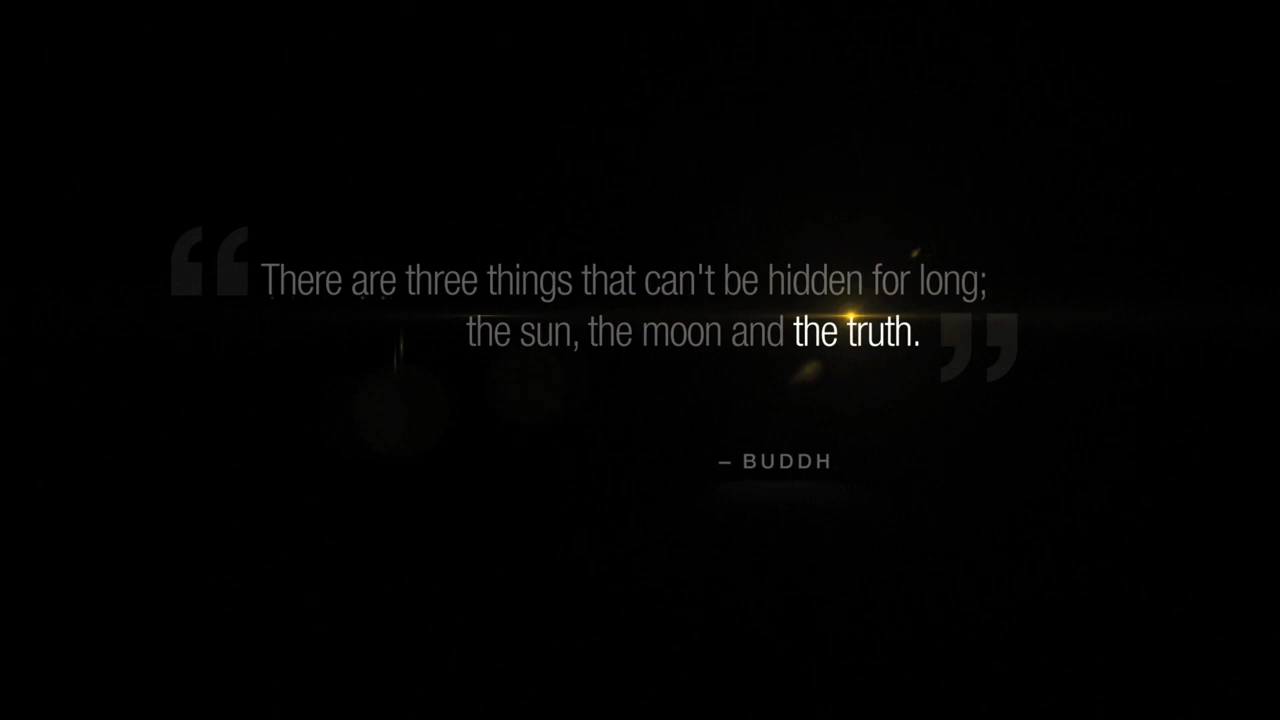 “There are three things that can't be hidden for long;
the sun, the moon and the truth.”
– BUDDH